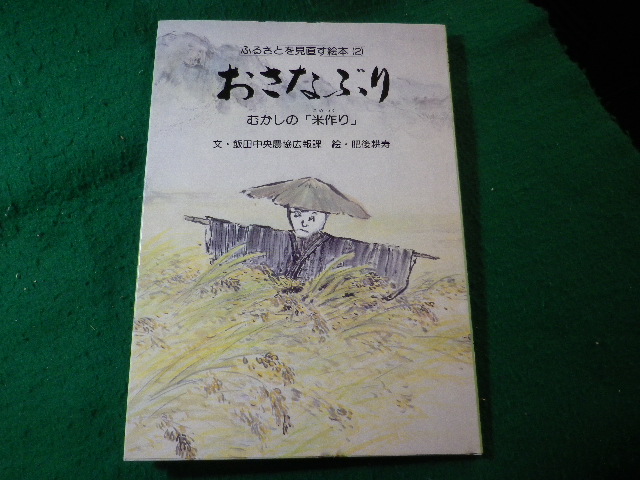 ふるさとを見直す絵本(2)
おさなぶり
むかしの「米作り」
文・飯田中央農協広報課 絵・肥後耕寿